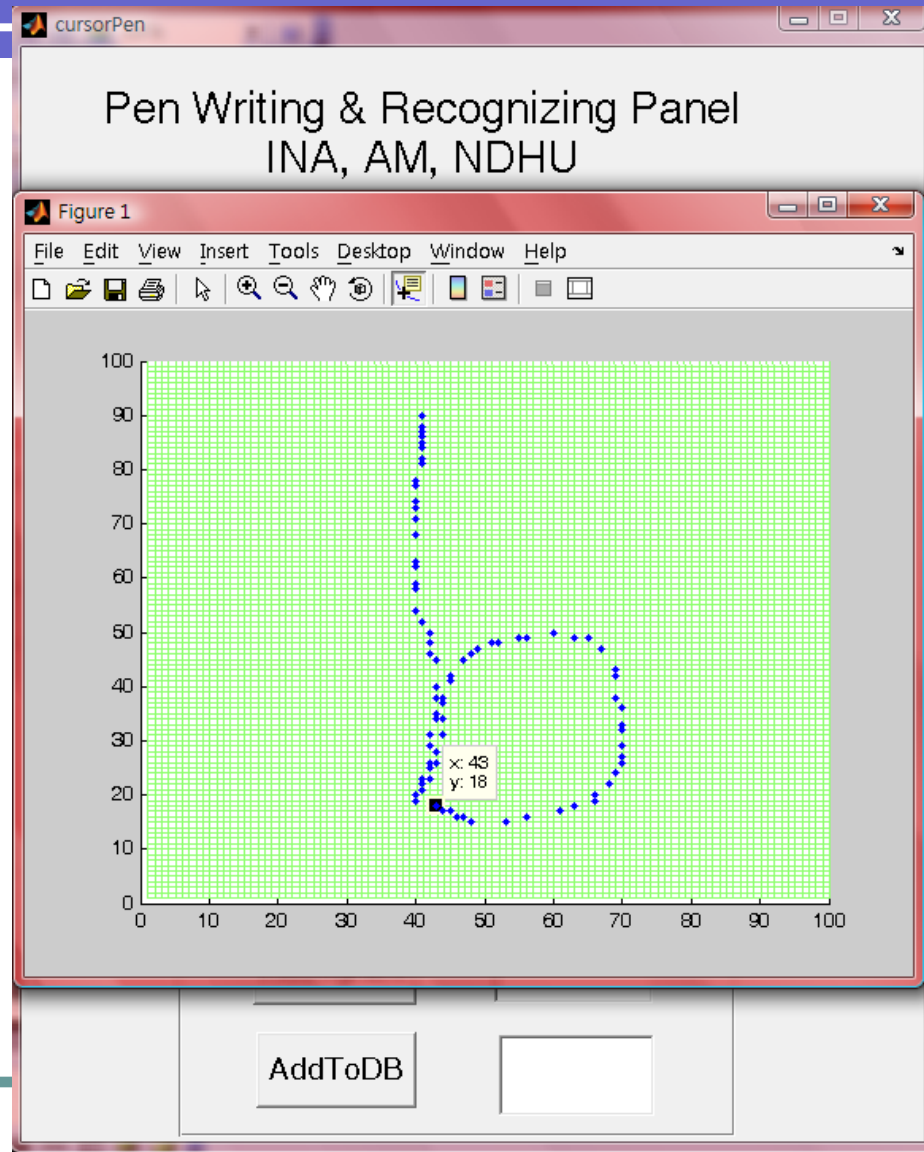 cursorPen
Pen Writing & Recognizing Panel
INA, AM, NDHU
Figure 1
File Edit View Insert Tools Desktop Window Help
100
90
80
70
60
50
40
30
20
10
0
x: 43
y: 18
0 10 20 30 40 50 60 70 80 90 100
AddToDB